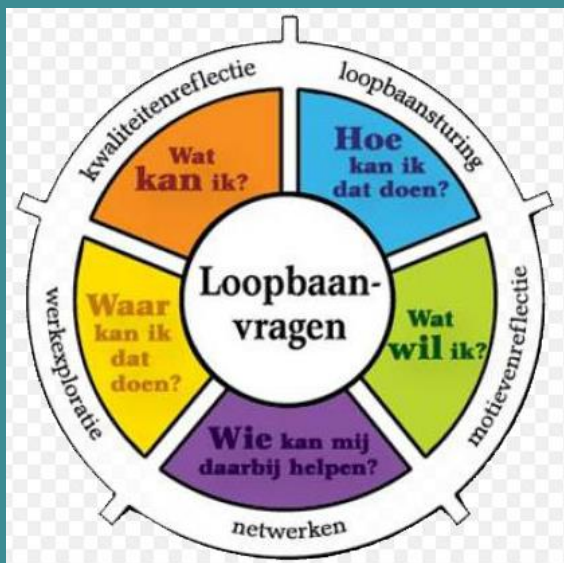 kwaliteitenreflectie
loopbaansturing
motievenreflectie
netwerken
werkexploratie
Wat
kan ik?
Hoe
kan ik
dat doen?
Wat
wil ik?
Wie kan mij
daarbij helpen?
Waar
kan ik
dat
doen?
Loopbaan-
vragen